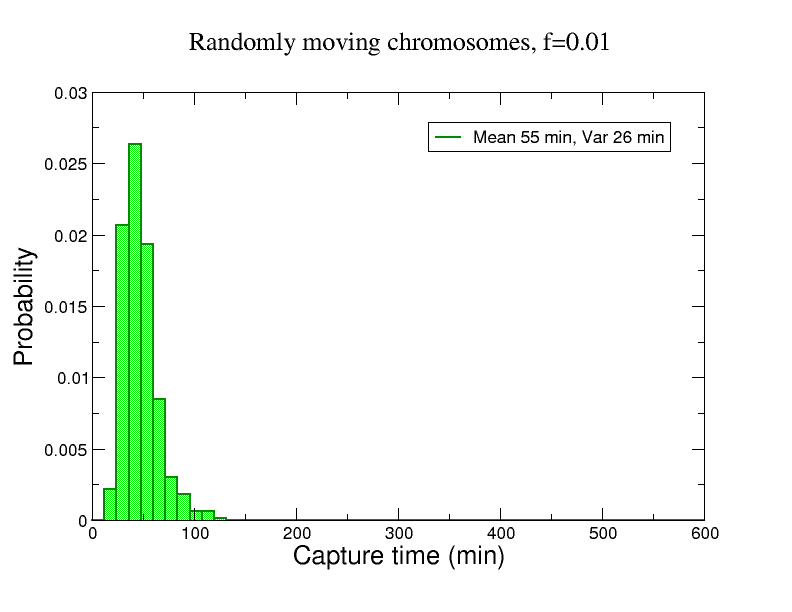 Randomly moving chromosomes, f=0.01
0.03
Mean 55 min, Var 26 min
0.025
0.02
Probability
0.015
0.01
0.005
0
0 100 200 300 400 500 600
Capture time (min)